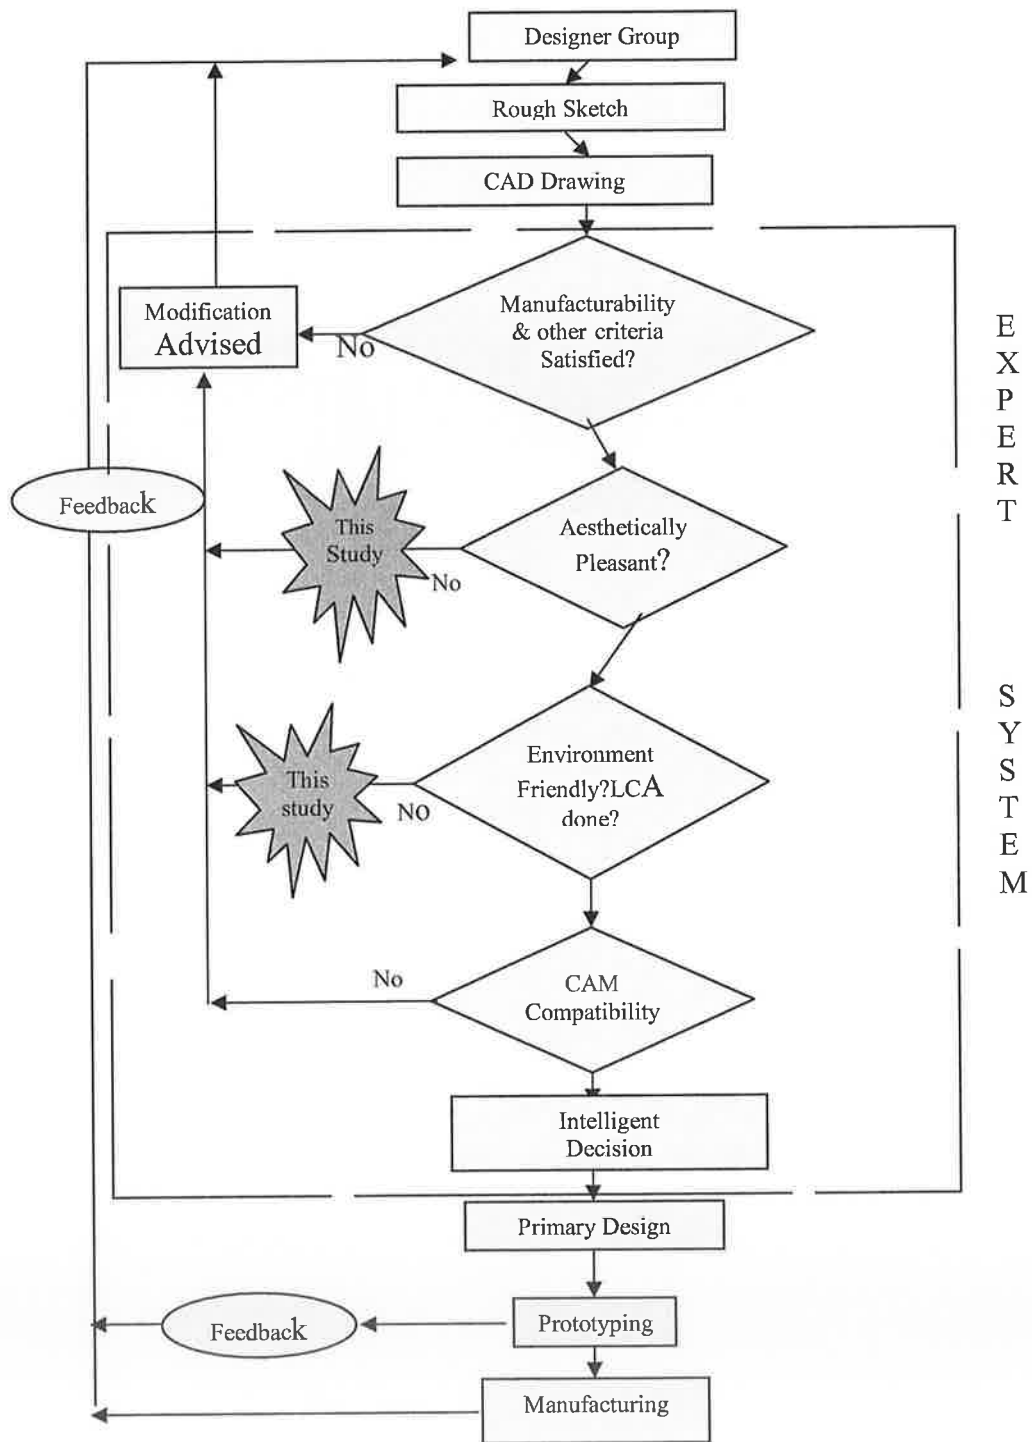 Designer Group
Rough Sketch
CAD Drawing
Manufacturability
& other criteria
Satisfied?
Modification
Advised
No
Feedback
This
Study
No
Aesthetically
Pleasant?
This
study
NO
Environment
Friendly?LCA
done?
No
CAM
Compatibility
Intelligent
Decision
Primary Design
Feedback
Prototyping
Manufacturing
E
X
P
E
R
T
S
Y
S
T
E
M